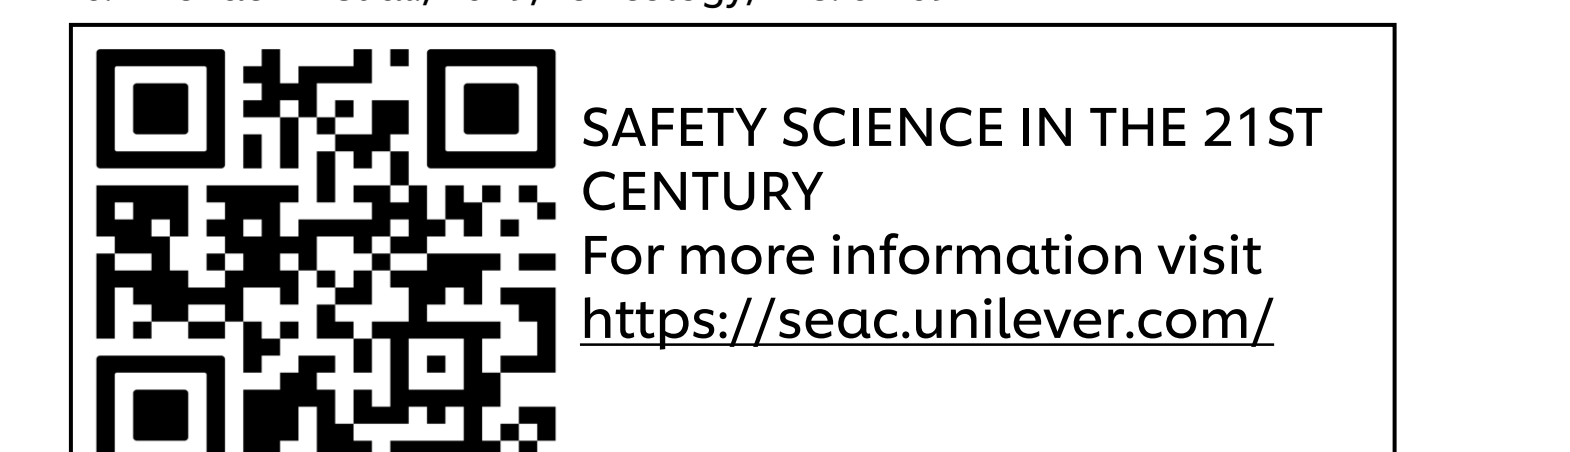 SAFETY SCIENCE IN THE 21ST
CENTURY
For more information visit
https://seac.unilever.com/